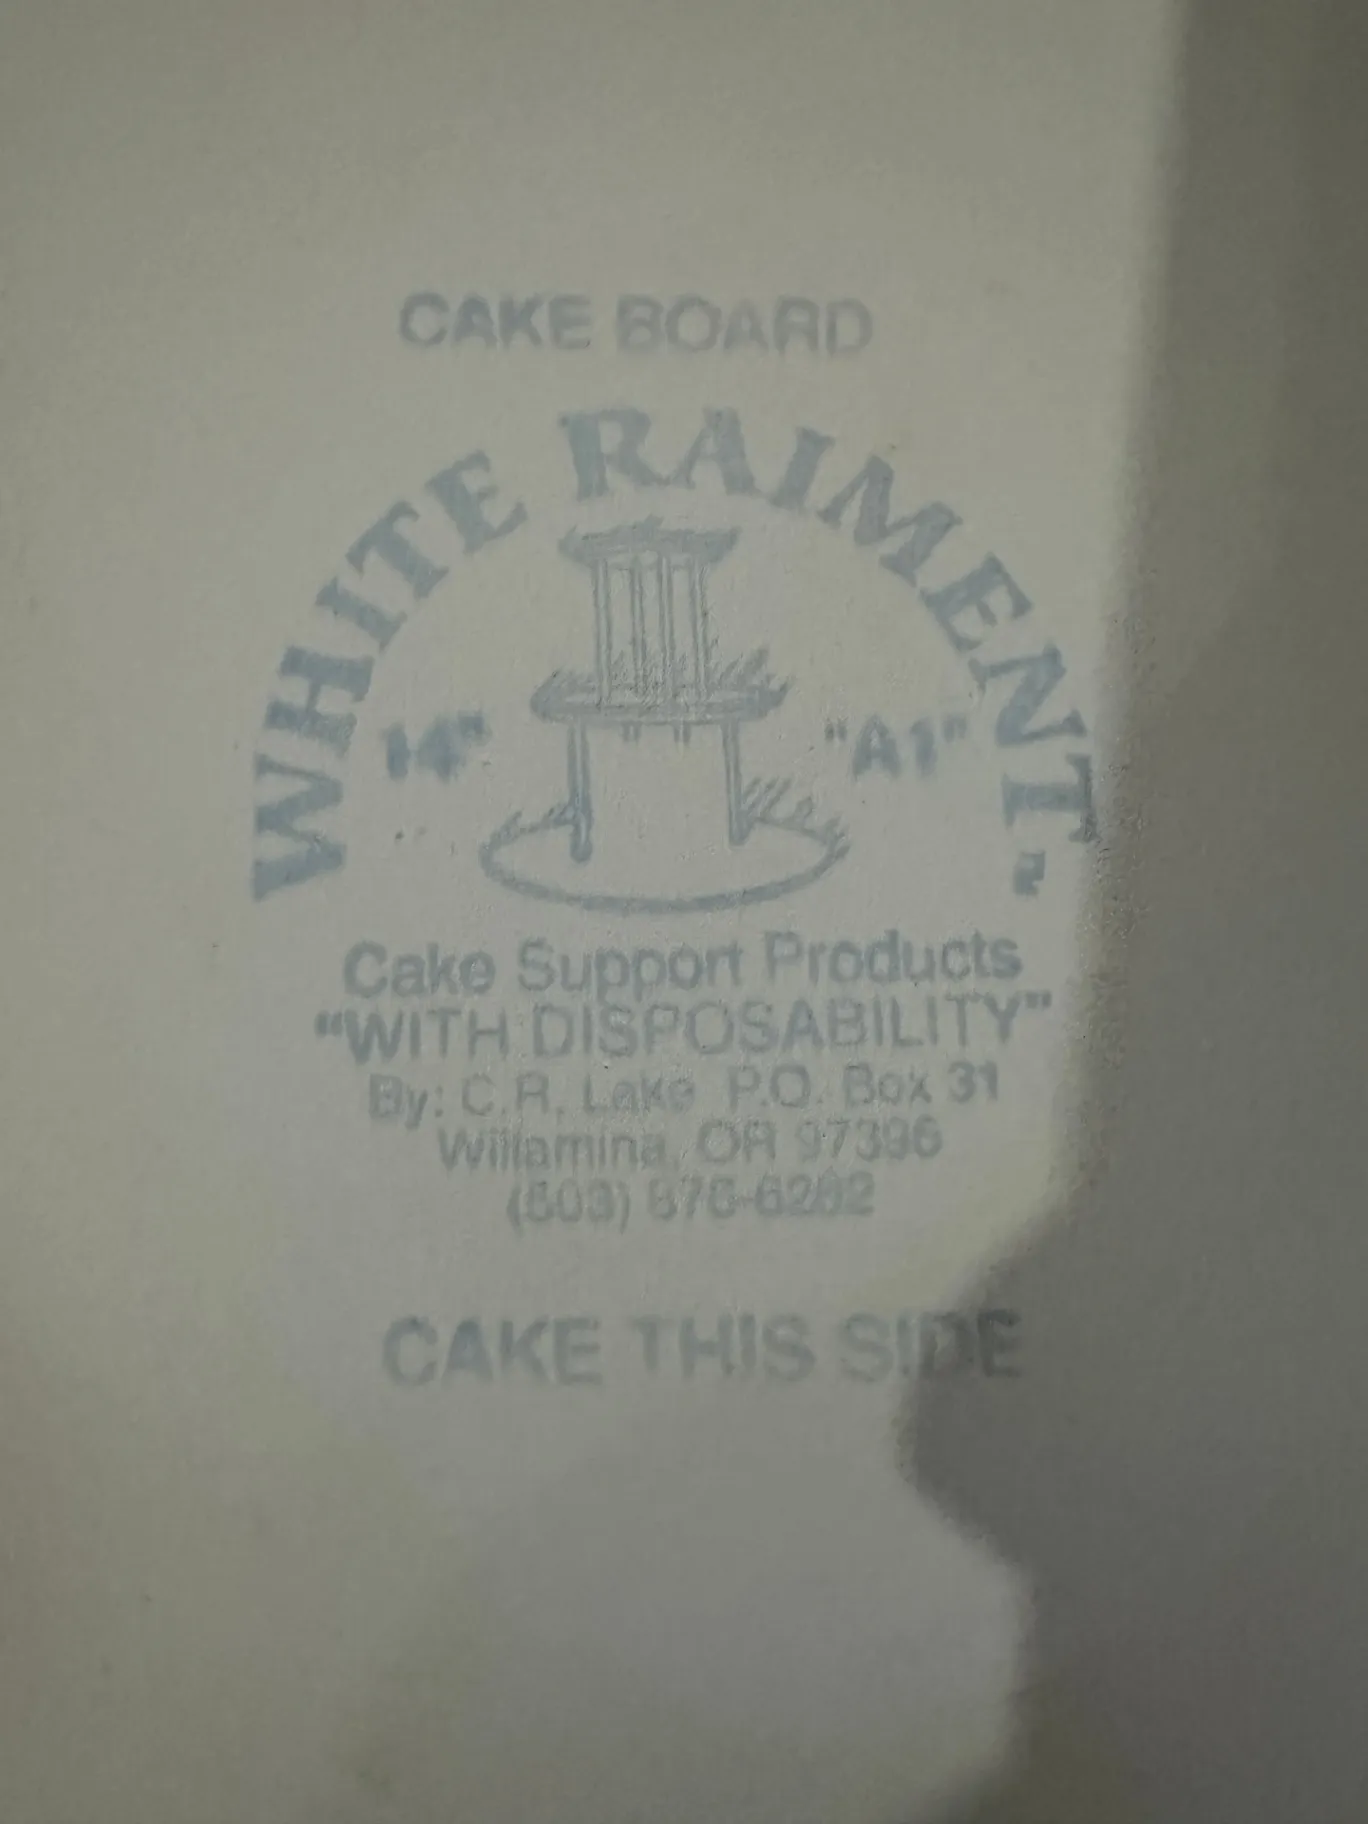 CAKE BOARD
WHITE RAIMENT.
14" "A1"
Cake Support Products
"WITH DISPOSABILITY"
By: C.R. Lake P.O. Box 31
Willamina, OR 97396
(503)
CAKE THIS SIDE